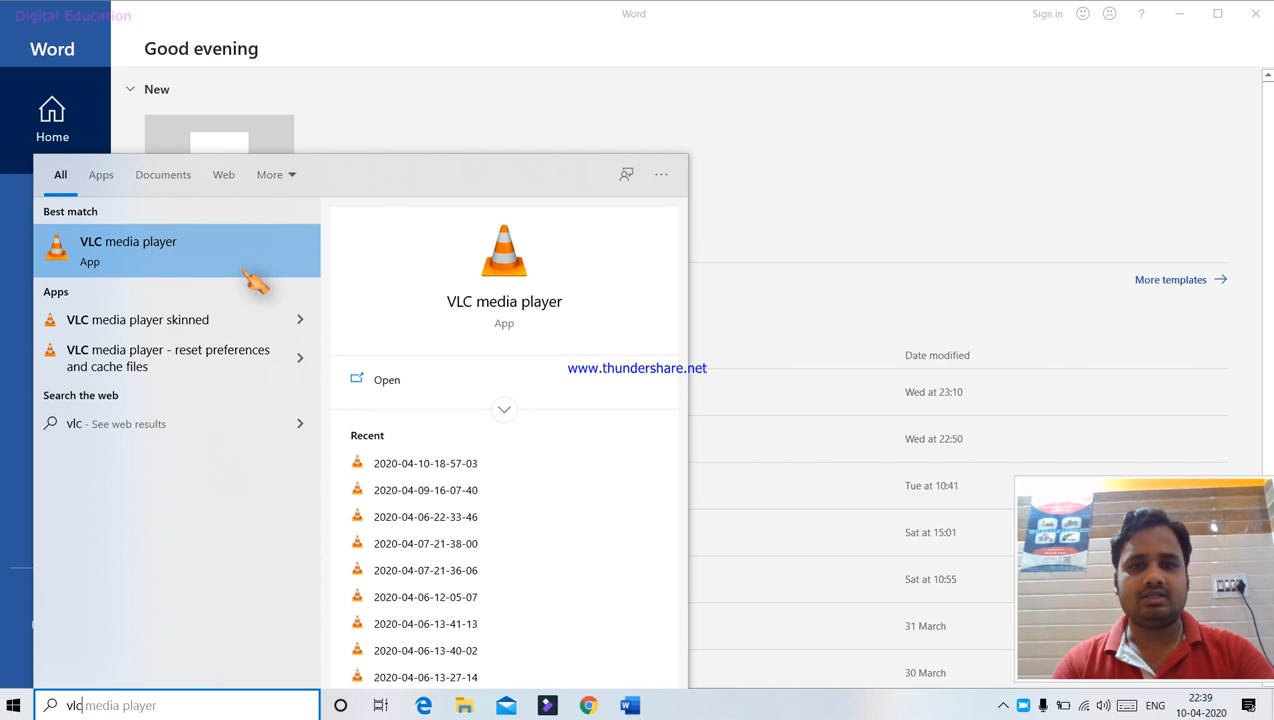 Digital Education
Word
Sign in
?
Word
Good evening
Home
New
All
Apps
Documents
Web
More
...
Best match
VLC media player
App
Apps
VLC media player skinned
VLC media player - reset preferences
and cache files
Search the web
vlc - See web results
VLC media player
App
Open
Recent
2020-04-10-18-57-03
2020-04-09-16-07-40
2020-04-06-22-33-46
2020-04-07-21-38-00
2020-04-07-21-36-06
2020-04-06-12-05-07
2020-04-06-13-41-13
2020-04-06-13-40-02
2020-04-06-13-27-14
www.thundershare.net
More templates
Date modified
Wed at 23:10
Wed at 22:50
Tue at 10:41
Sat at 15:01
Sat at 10:55
31 March
30 March
vlc media player
ENG
22:39
10-04-2020